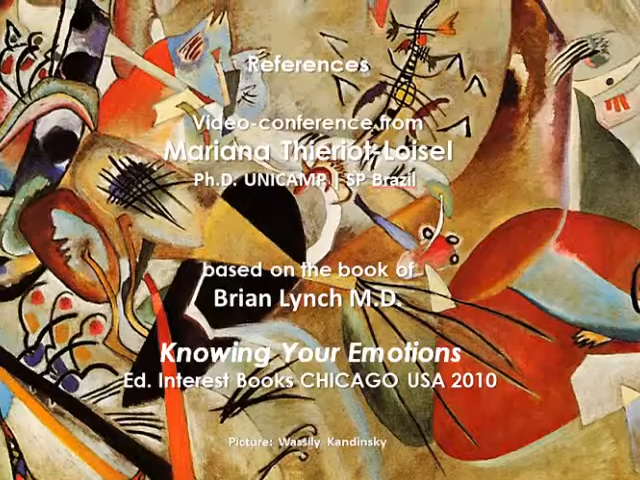 References
Video-conference from
Mariana Thieriot-Loisel
Ph.D. UNICAMP | SP Brazil
based on the book of
Brian Lynch M.D.
Knowing Your Emotions
Ed. Interest Books CHICAGO USA 2010
Picture: Wassily Kandinsky